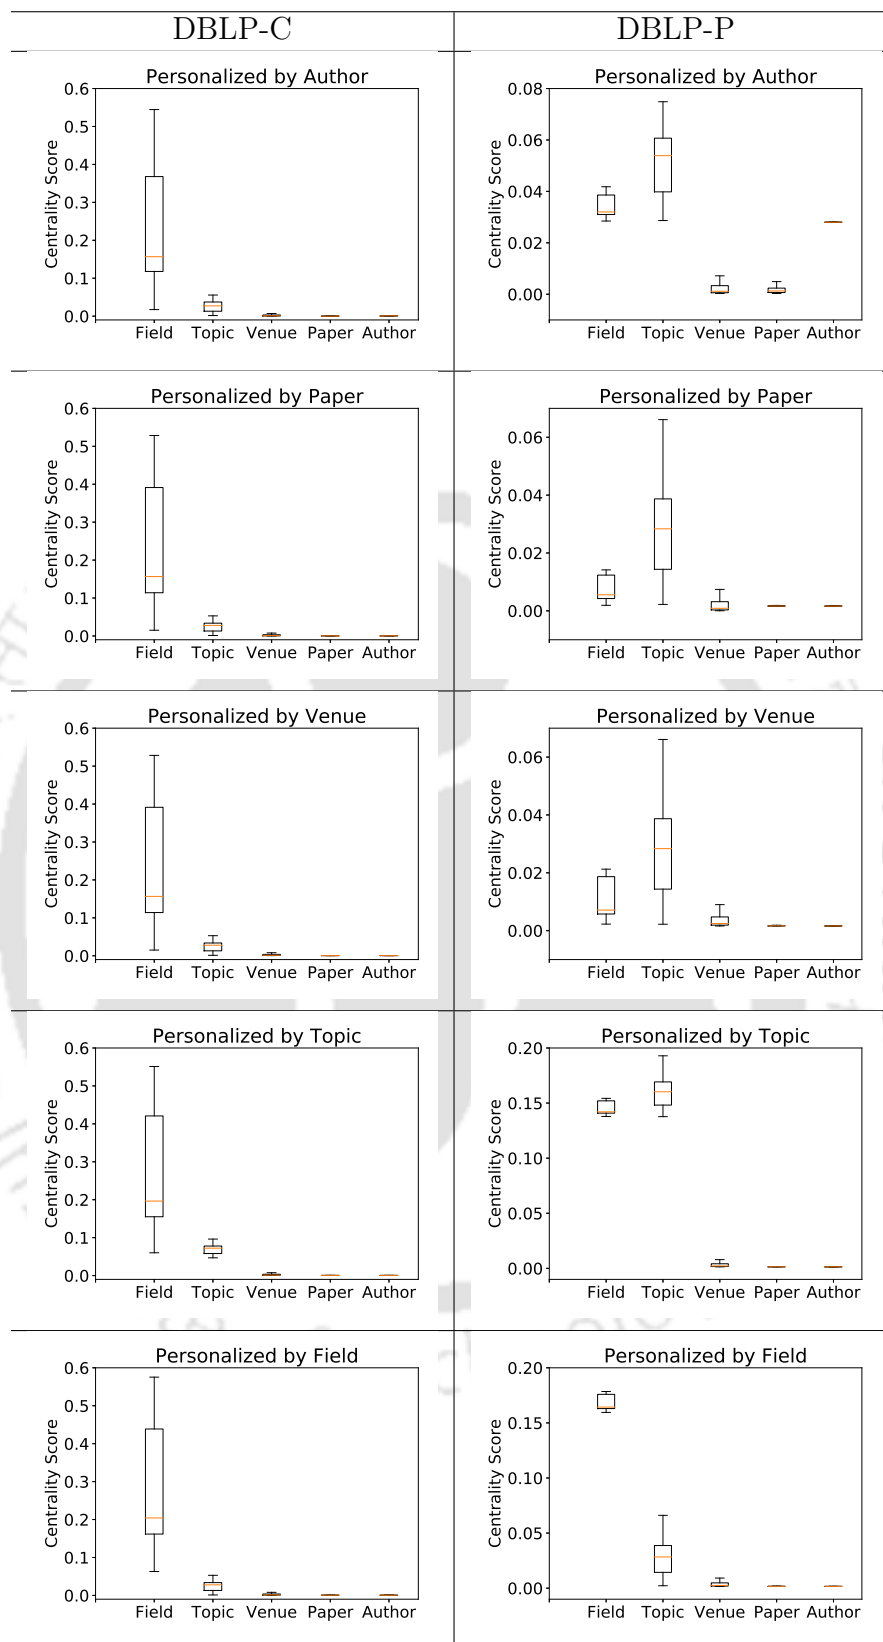 DBLP-C
DBLP-P
Personalized by Author
Centrality Score
0.6
0.5
0.4
0.3
0.2
0.1
0.0
Field Topic Venue Paper Author
Personalized by Author
Centrality Score
0.08
0.06
0.04
0.02
0.00
Field Topic Venue Paper Author
Personalized by Paper
Centrality Score
0.6
0.5
0.4
0.3
0.2
0.1
0.0
Field Topic Venue Paper Author
Personalized by Paper
Centrality Score
0.06
0.04
0.02
0.00
Field Topic Venue Paper Author
Personalized by Venue
Centrality Score
0.6
0.5
0.4
0.3
0.2
0.1
0.0
Field Topic Venue Paper Author
Personalized by Venue
Centrality Score
0.06
0.04
0.02
0.00
Field Topic Venue Paper Author
Personalized by Topic
Centrality Score
0.6
0.5
0.4
0.3
0.2
0.1
0.0
Field Topic Venue Paper Author
Personalized by Topic
Centrality Score
0.20
0.15
0.10
0.05
0.00
Field Topic Venue Paper Author
Personalized by Field
Centrality Score
0.6
0.5
0.4
0.3
0.2
0.1
0.0
Field Topic Venue Paper Author
Personalized by Field
Centrality Score
0.20
0.15
0.10
0.05
0.00
Field Topic Venue Paper Author